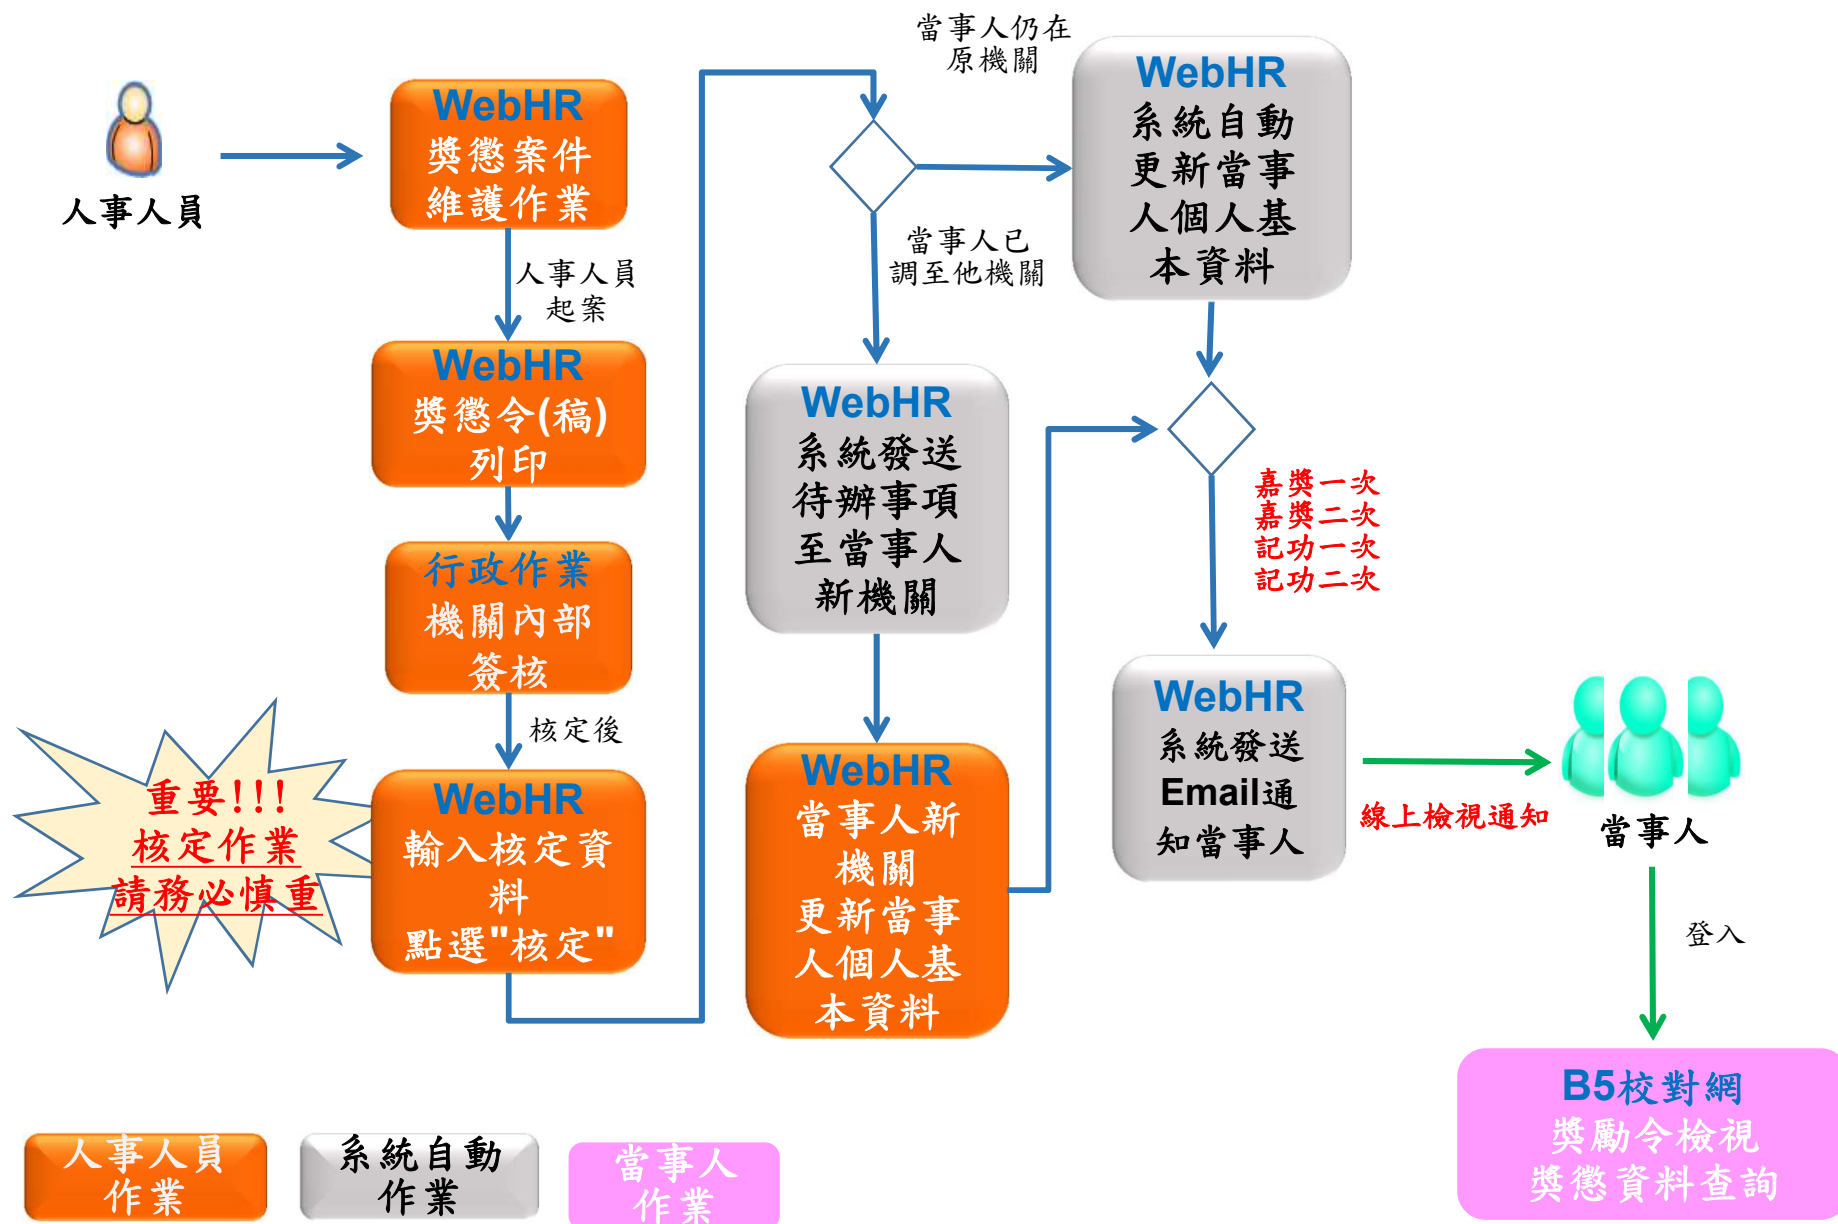 人事人員
WebHR
獎懲案件
維護作業
人事人員
起案
WebHR
獎懲令(稿)
列印
行政作業
機關內部
簽核
核定後
重要!!!
核定作業
請務必慎重
WebHR
輸入核定資
料
點選"核定"
當事人仍在
原機關
當事人已
調至他機關
WebHR
系統自動
更新當事
人個人基
本資料
WebHR
系統發送
待辦事項
至當事人
新機關
WebHR
當事人新
機關
更新當事
人個人基
本資料
嘉獎一次
嘉獎二次
記功一次
記功二次
WebHR
系統發送
Email通
知當事人
線上檢視通知
當事人
登入
B5校對網
獎勵令檢視
獎懲資料查詢
人事人員
作業
系統自動
作業
當事人
作業